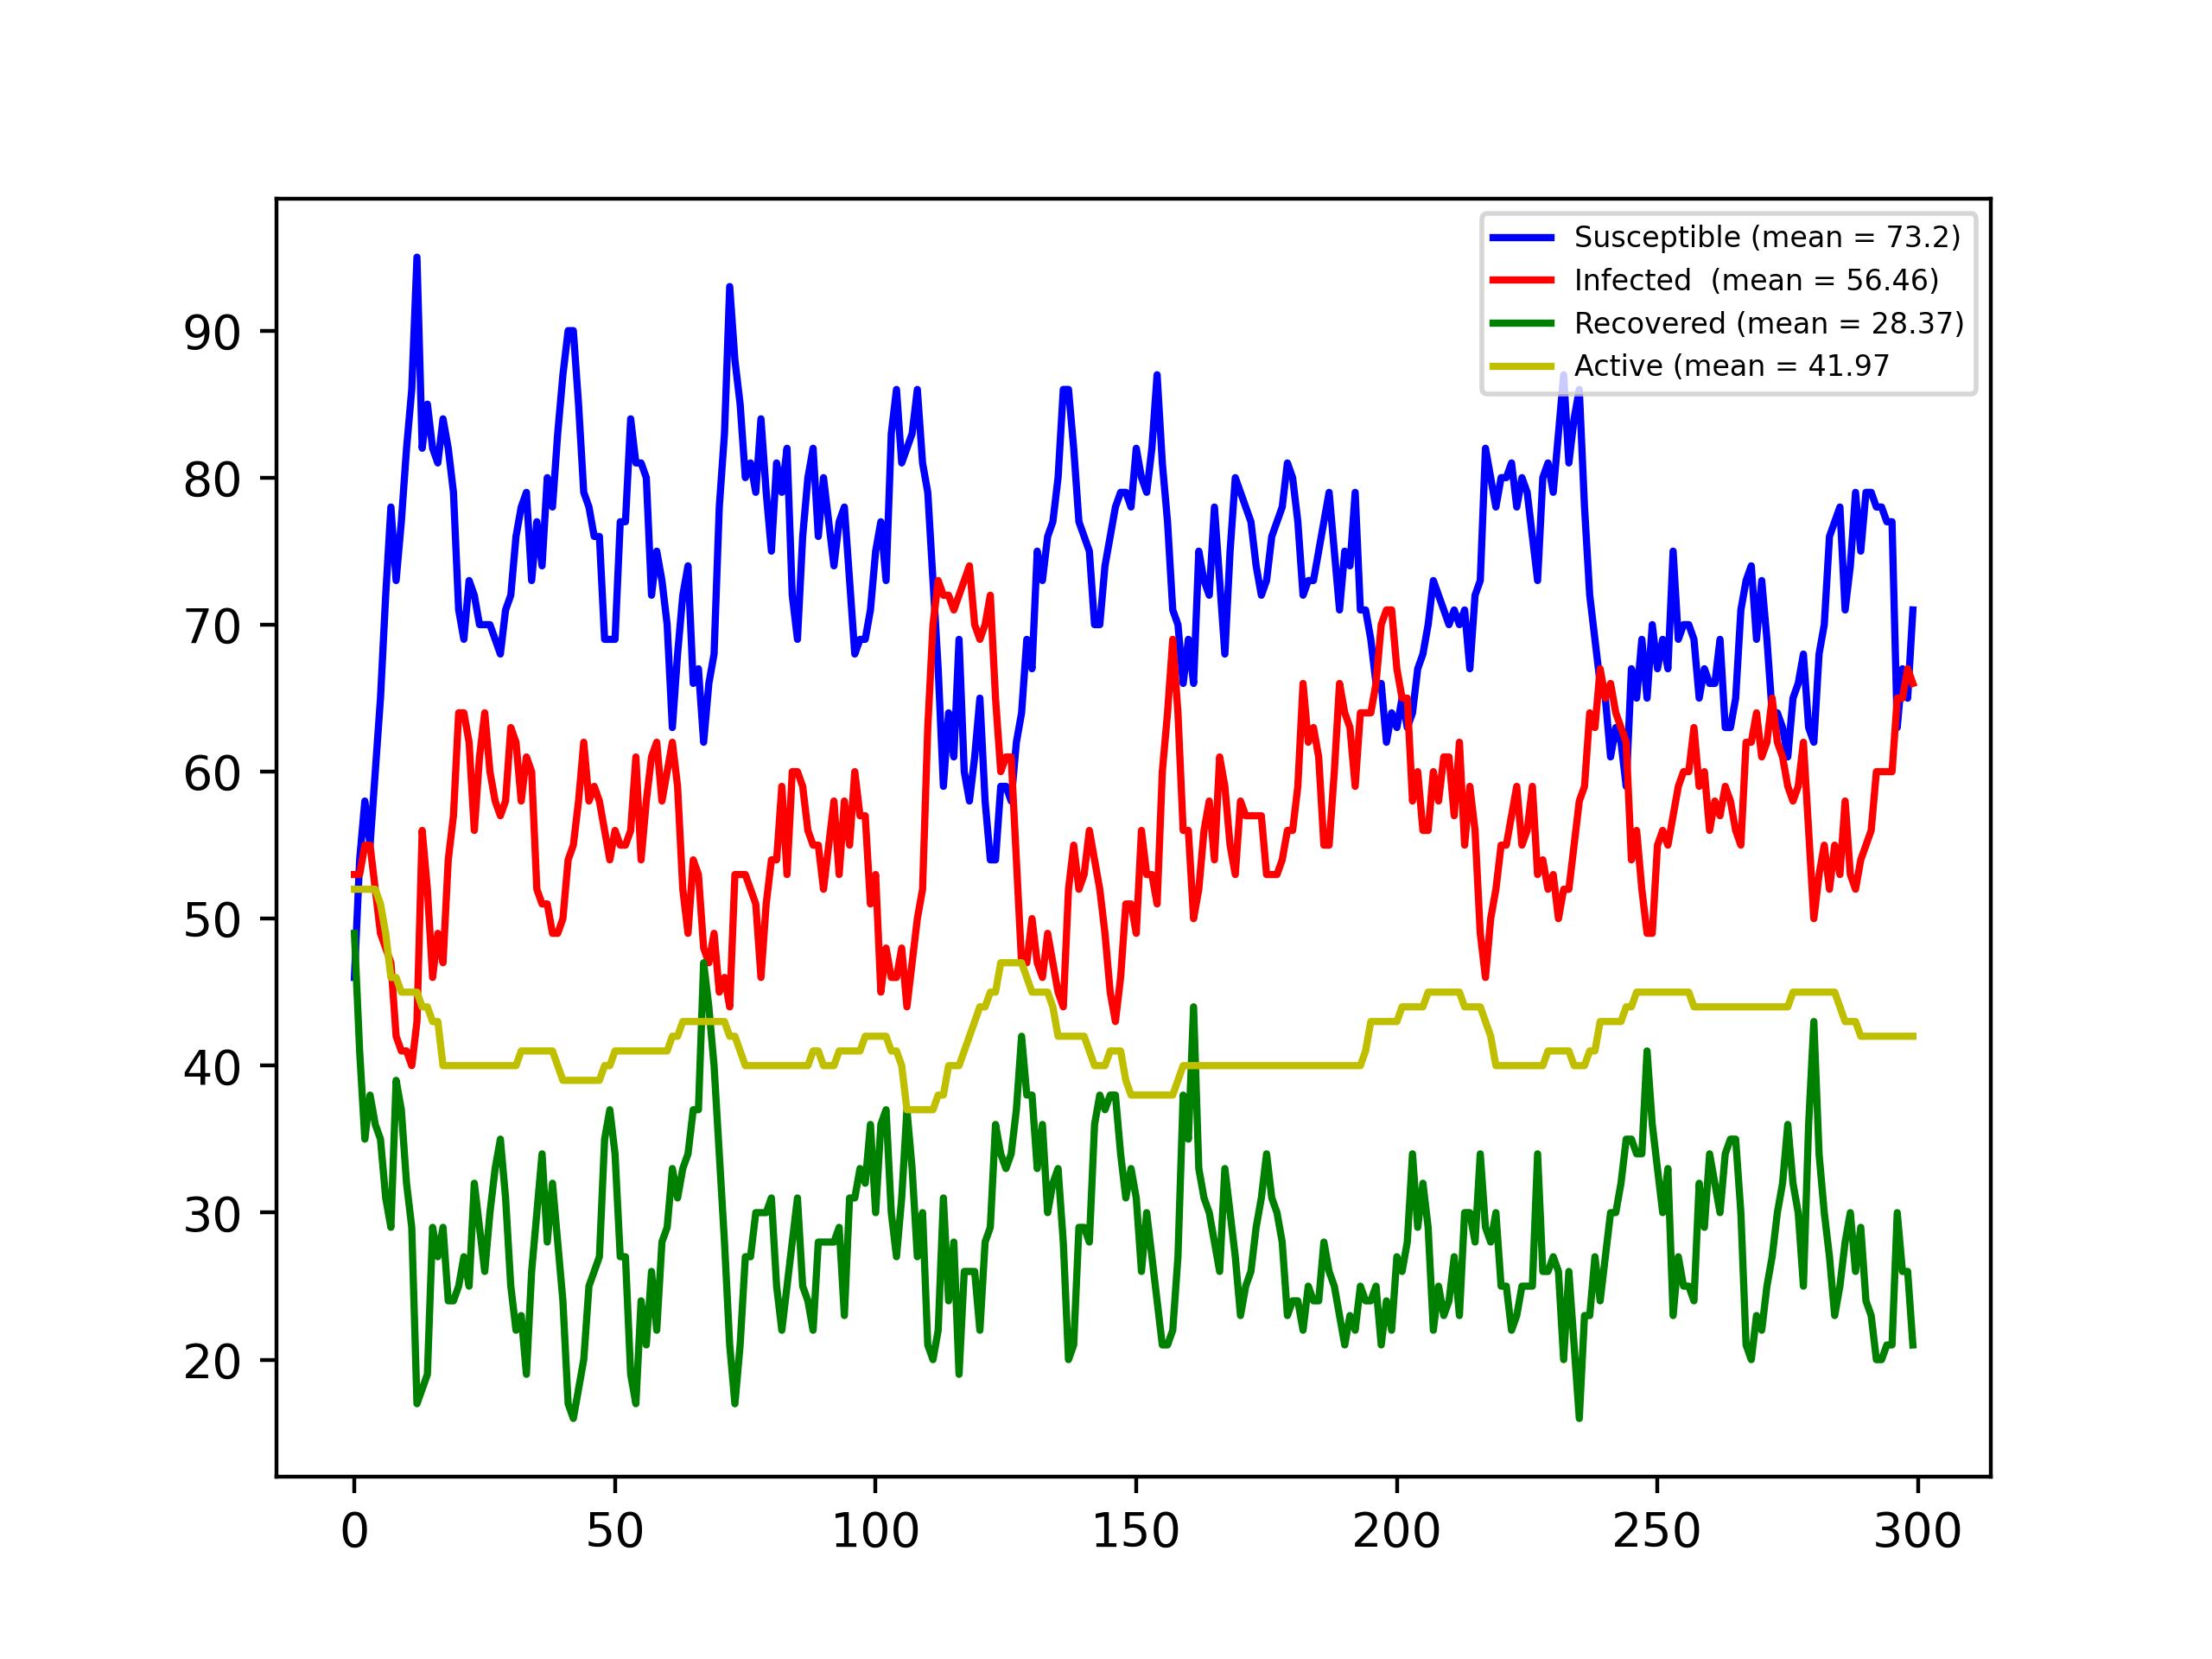 Susceptible (mean = 73.2)
Infected  (mean = 56.46)
Recovered (mean = 28.37)
Active (mean = 41.97
90
80
70
60
50
40
30
20
0 50 100 150 200 250 300